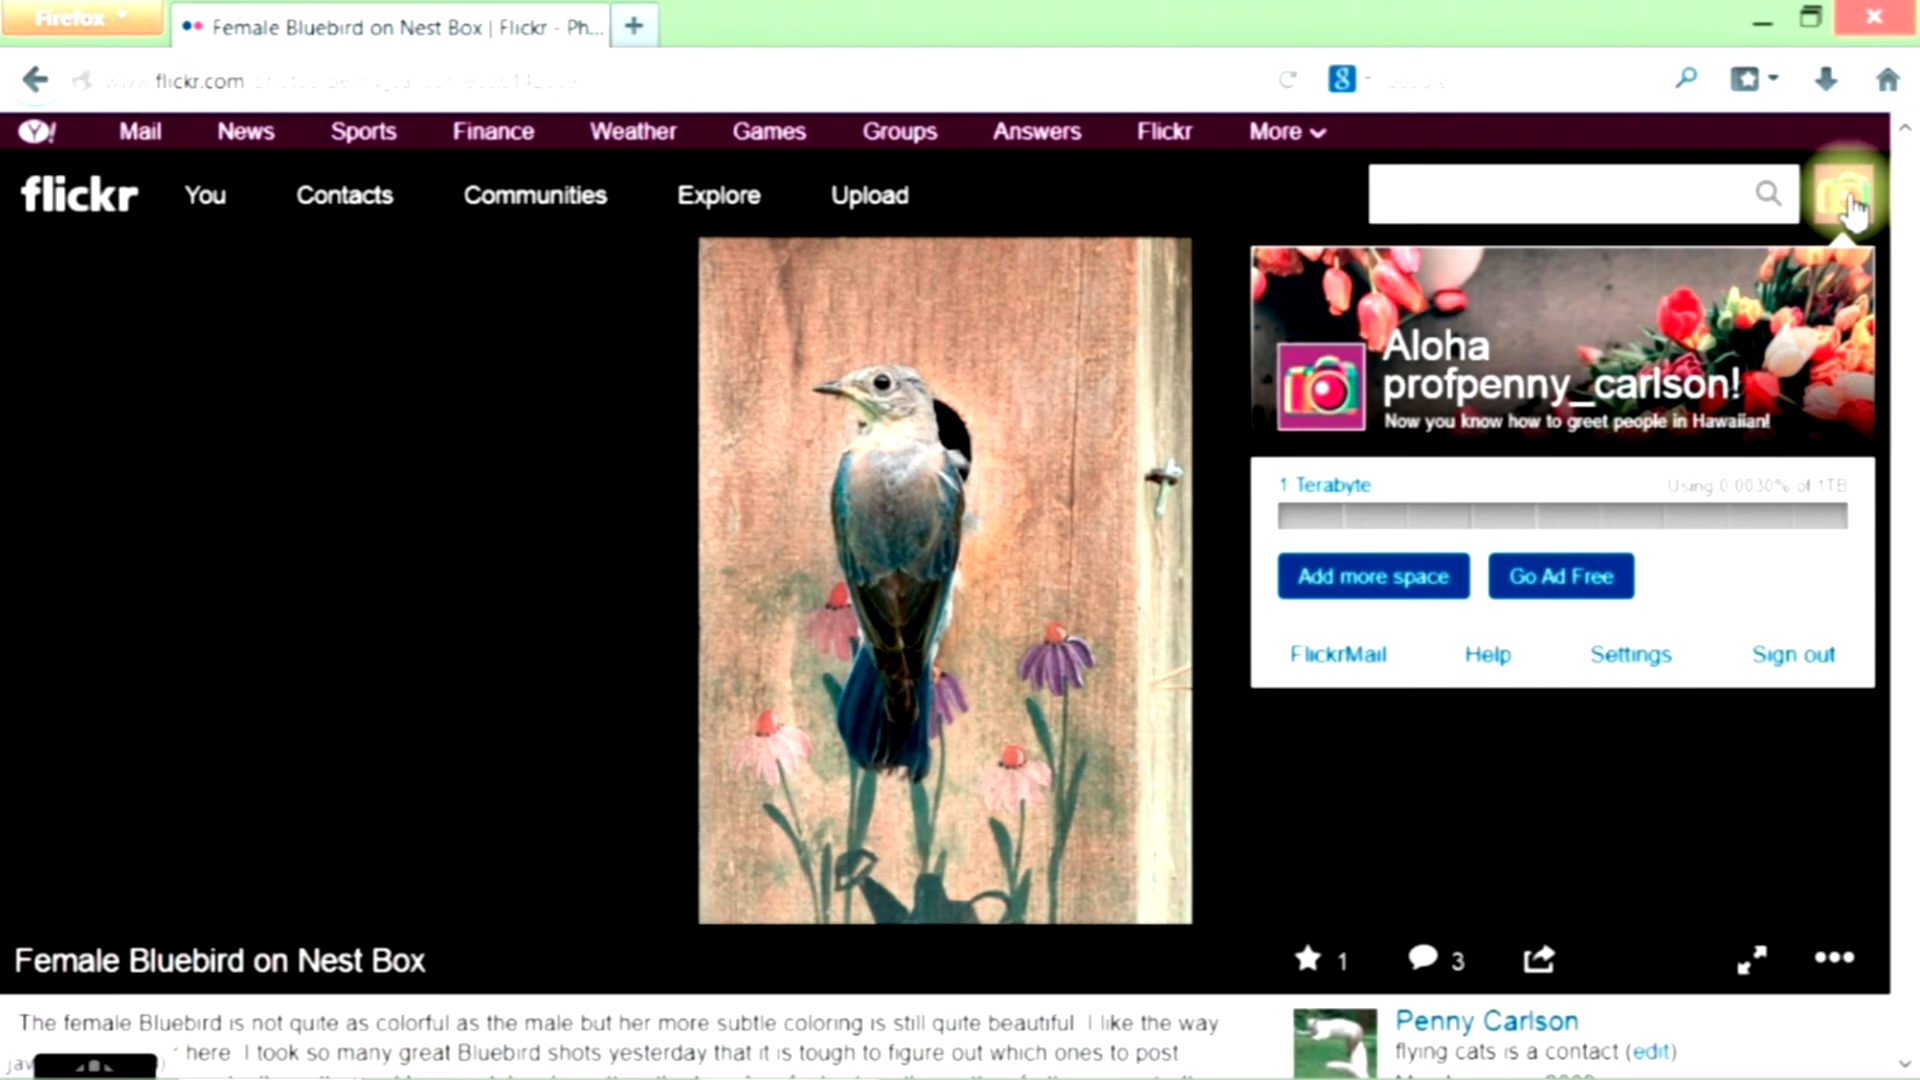 Firefox
Female Bluebird on Nest Box | Flickr - Ph...
flickr.com
Mail News Sports Finance Weather Games Groups Answers Flickr More
flickr You Contacts Communities Explore Upload
Aloha
profpenny_carlson!
Now you know how to greet people in Hawaiian!
1 Terabyte Using 0.0030% of 1TB
Add more space Go Ad Free
FlickrMail Help Settings Sign out
Female Bluebird on Nest Box 1 3
The female Bluebird is not quite as colorful as the male but her more subtle coloring is still quite beautiful I like the way
here I took so many great Bluebird shots yesterday that it is tough to figure out which ones to post
Penny Carlson
flying cats is a contact (edit)